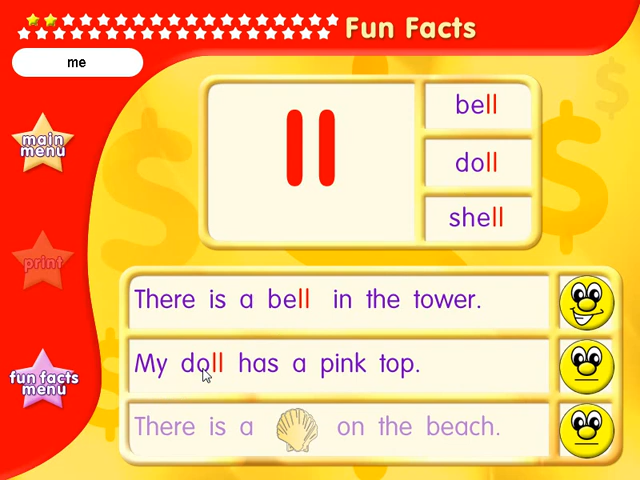 Fun Facts
me
main
menu
print
fun facts
menu
ll
bell
doll
shell
There is a bell in the tower.
My doll has a pink top.
There is a on the beach.